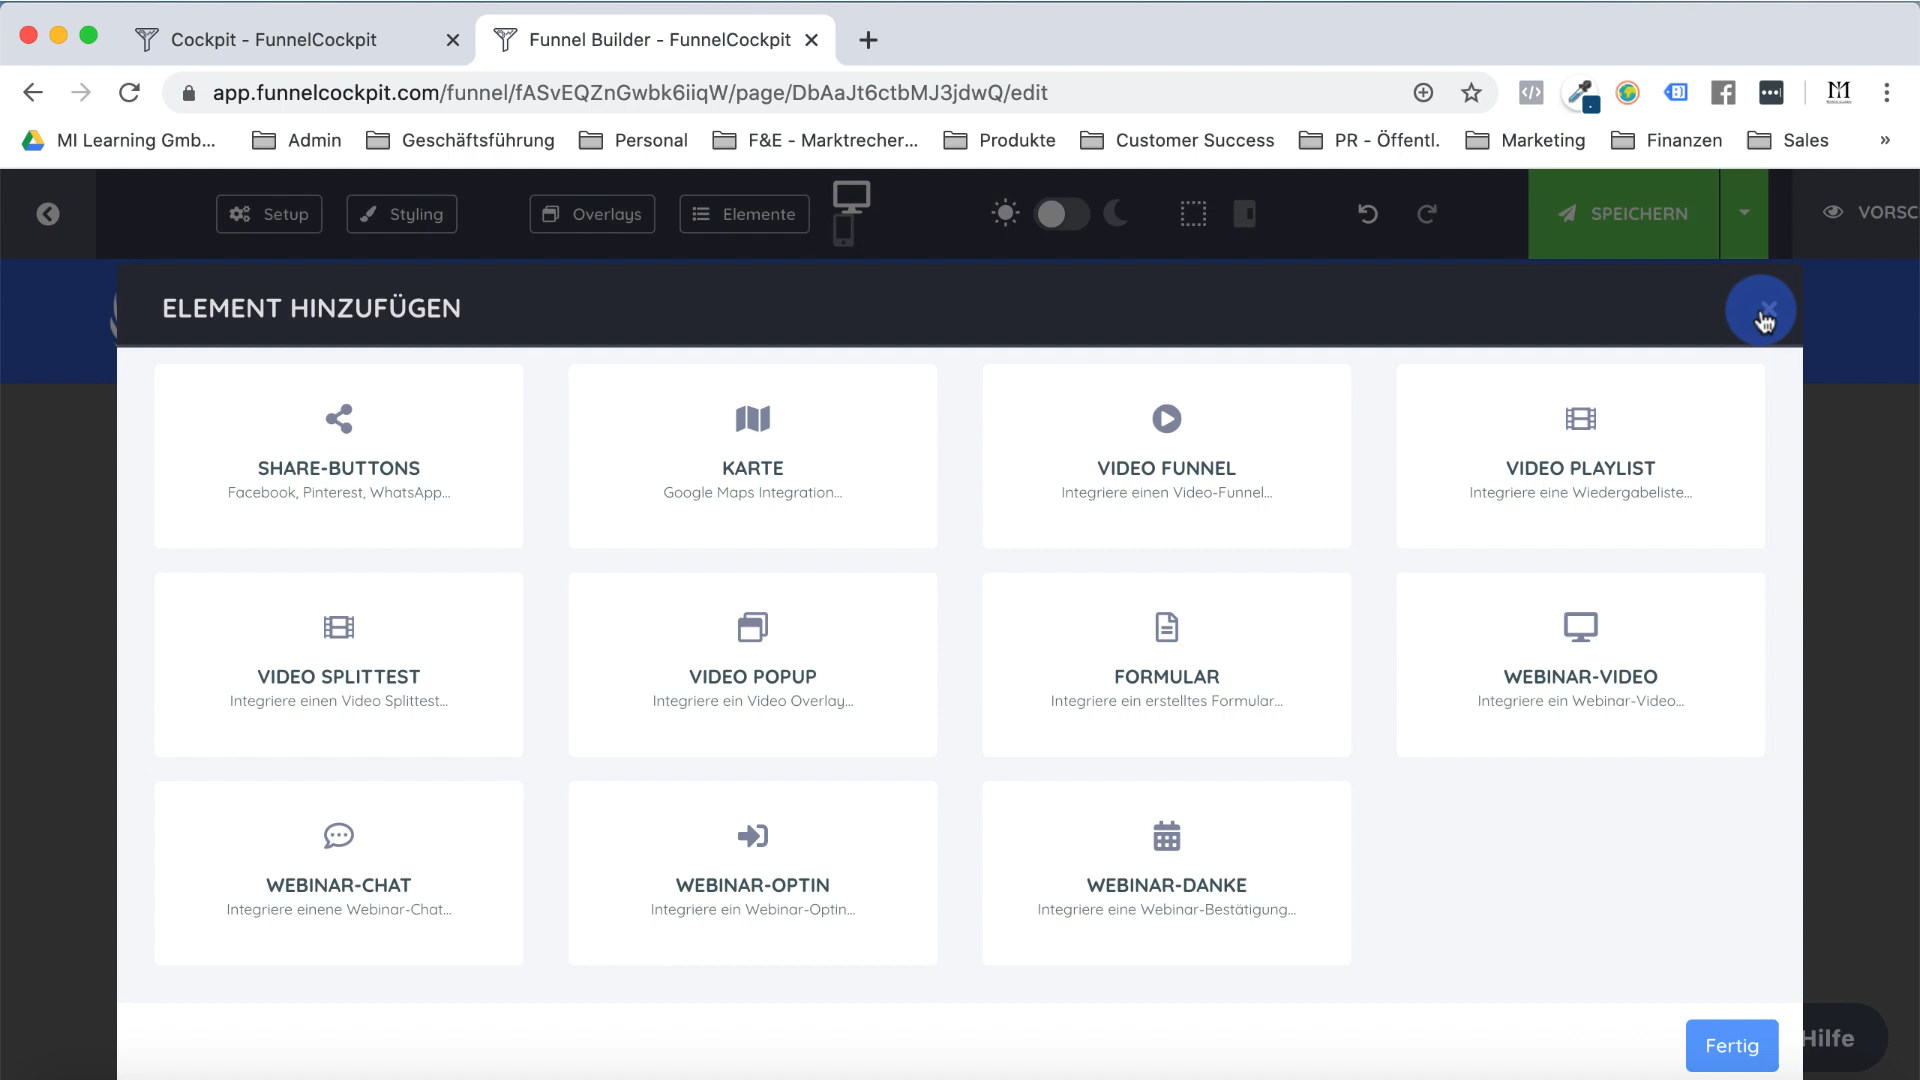 Cockpit - FunnelCockpit
Funnel Builder - FunnelCockpit
app.funnelcockpit.com/funnel/fASvEQZnGwbk6iiqW/page/DbAaJt6ctbMJ3jdwQ/edit
MI Learning Gmb... Admin Geschäftsführung Personal F&E - Marktrecher... Produkte Customer Success PR - Öffentl. Marketing Finanzen Sales »
Setup Styling Overlays Elemente SPEICHERN VORSC
ELEMENT HINZUFÜGEN
SHARE-BUTTONS
Facebook, Pinterest, WhatsApp...
KARTE
Google Maps Integration...
VIDEO FUNNEL
Integriere einen Video-Funnel...
VIDEO PLAYLIST
Integriere eine Wiedergabeliste...
VIDEO SPLITTEST
Integriere einen Video Splittest...
VIDEO POPUP
Integriere ein Video Overlay...
FORMULAR
Integriere ein erstelltes Formular...
WEBINAR-VIDEO
Integriere ein Webinar-Video...
WEBINAR-CHAT
Integriere einene Webinar-Chat...
WEBINAR-OPTIN
Integriere ein Webinar-Optin...
WEBINAR-DANKE
Integriere eine Webinar-Bestätigung...
Fertig
Hilfe